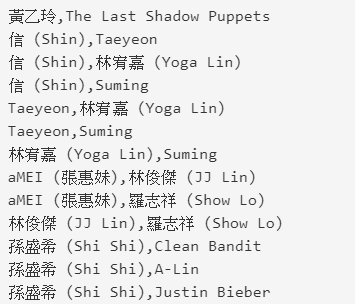 黃乙玲,The Last Shadow Puppets
信 (Shin),Taeyeon
信 (Shin),林宥嘉 (Yoga Lin)
信 (Shin),Suming
Taeyeon,林宥嘉 (Yoga Lin)
Taeyeon,Suming
林宥嘉 (Yoga Lin),Suming
aMEI (張惠妹),林俊傑 (JJ Lin)
aMEI (張惠妹),羅志祥 (Show Lo)
林俊傑 (JJ Lin),羅志祥 (Show Lo)
孫盛希 (Shi Shi),Clean Bandit
孫盛希 (Shi Shi),A-Lin
孫盛希 (Shi Shi),Justin Bieber